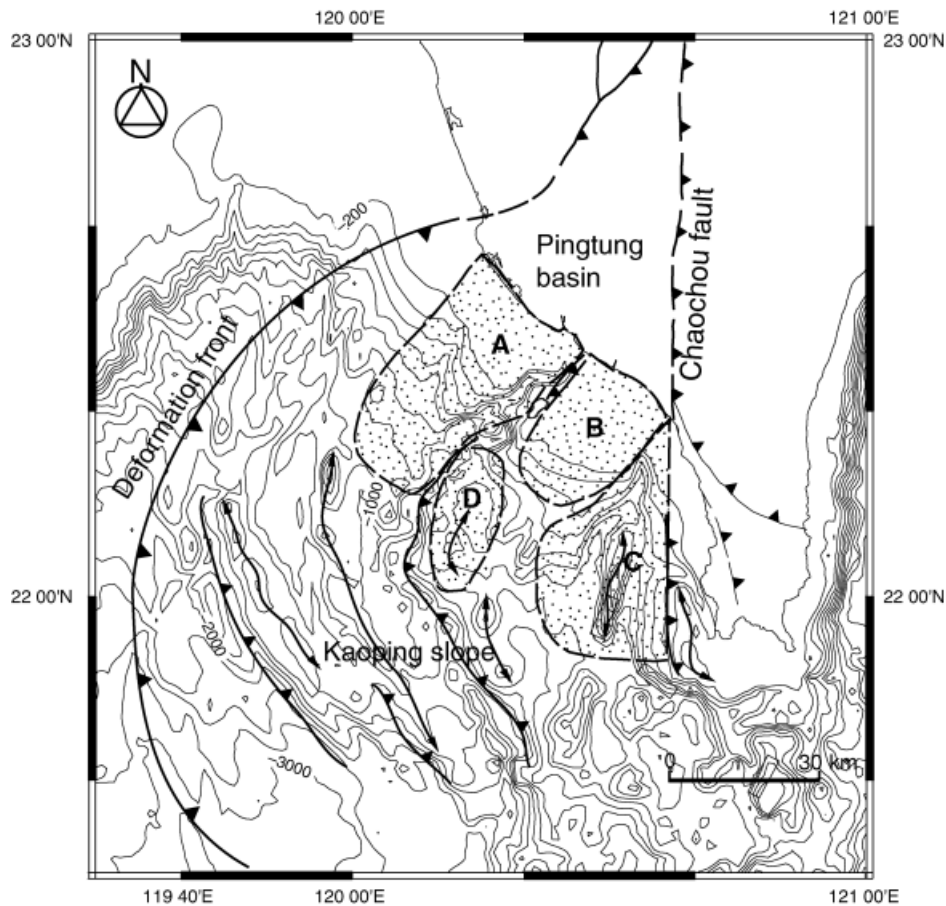 120 00'E
121 00'E
23 00'N
23 00'N
N
-200
Pingtung
basin
Chaochou fault
A
Deformation front
B
-1000
D
C
22 00'N
22 00'N
-2000
Kaoping slope
0
30 km
-3000
119 40'E
120 00'E
121 00'E